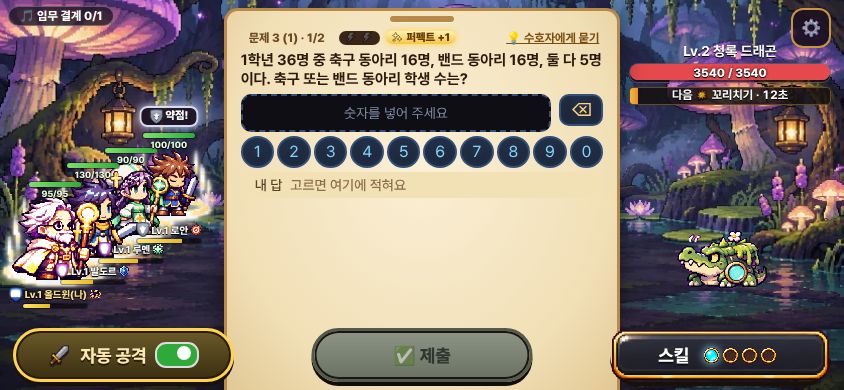 임무 결계 0/1
문제 3 (1) · 1/2
퍼펙트 +1
수호자에게 묻기
1학년 36명 중 축구 동아리 16명, 밴드 동아리 16명, 둘 다 5명
이다. 축구 또는 밴드 동아리 학생 수는?
숫자를 넣어 주세요
1 2 3 4 5 6 7 8 9 0
내 답 고르면 여기에 적혀요
제출
Lv.2 청록 드래곤
3540 / 3540
다음 꼬리치기 · 12초
약점!
100/100
90/90
130/130
95/95
Lv.1 로안
Lv.1 루멘
Lv.1 발도르
Lv.1 올드윈(나)
자동 공격
스킬